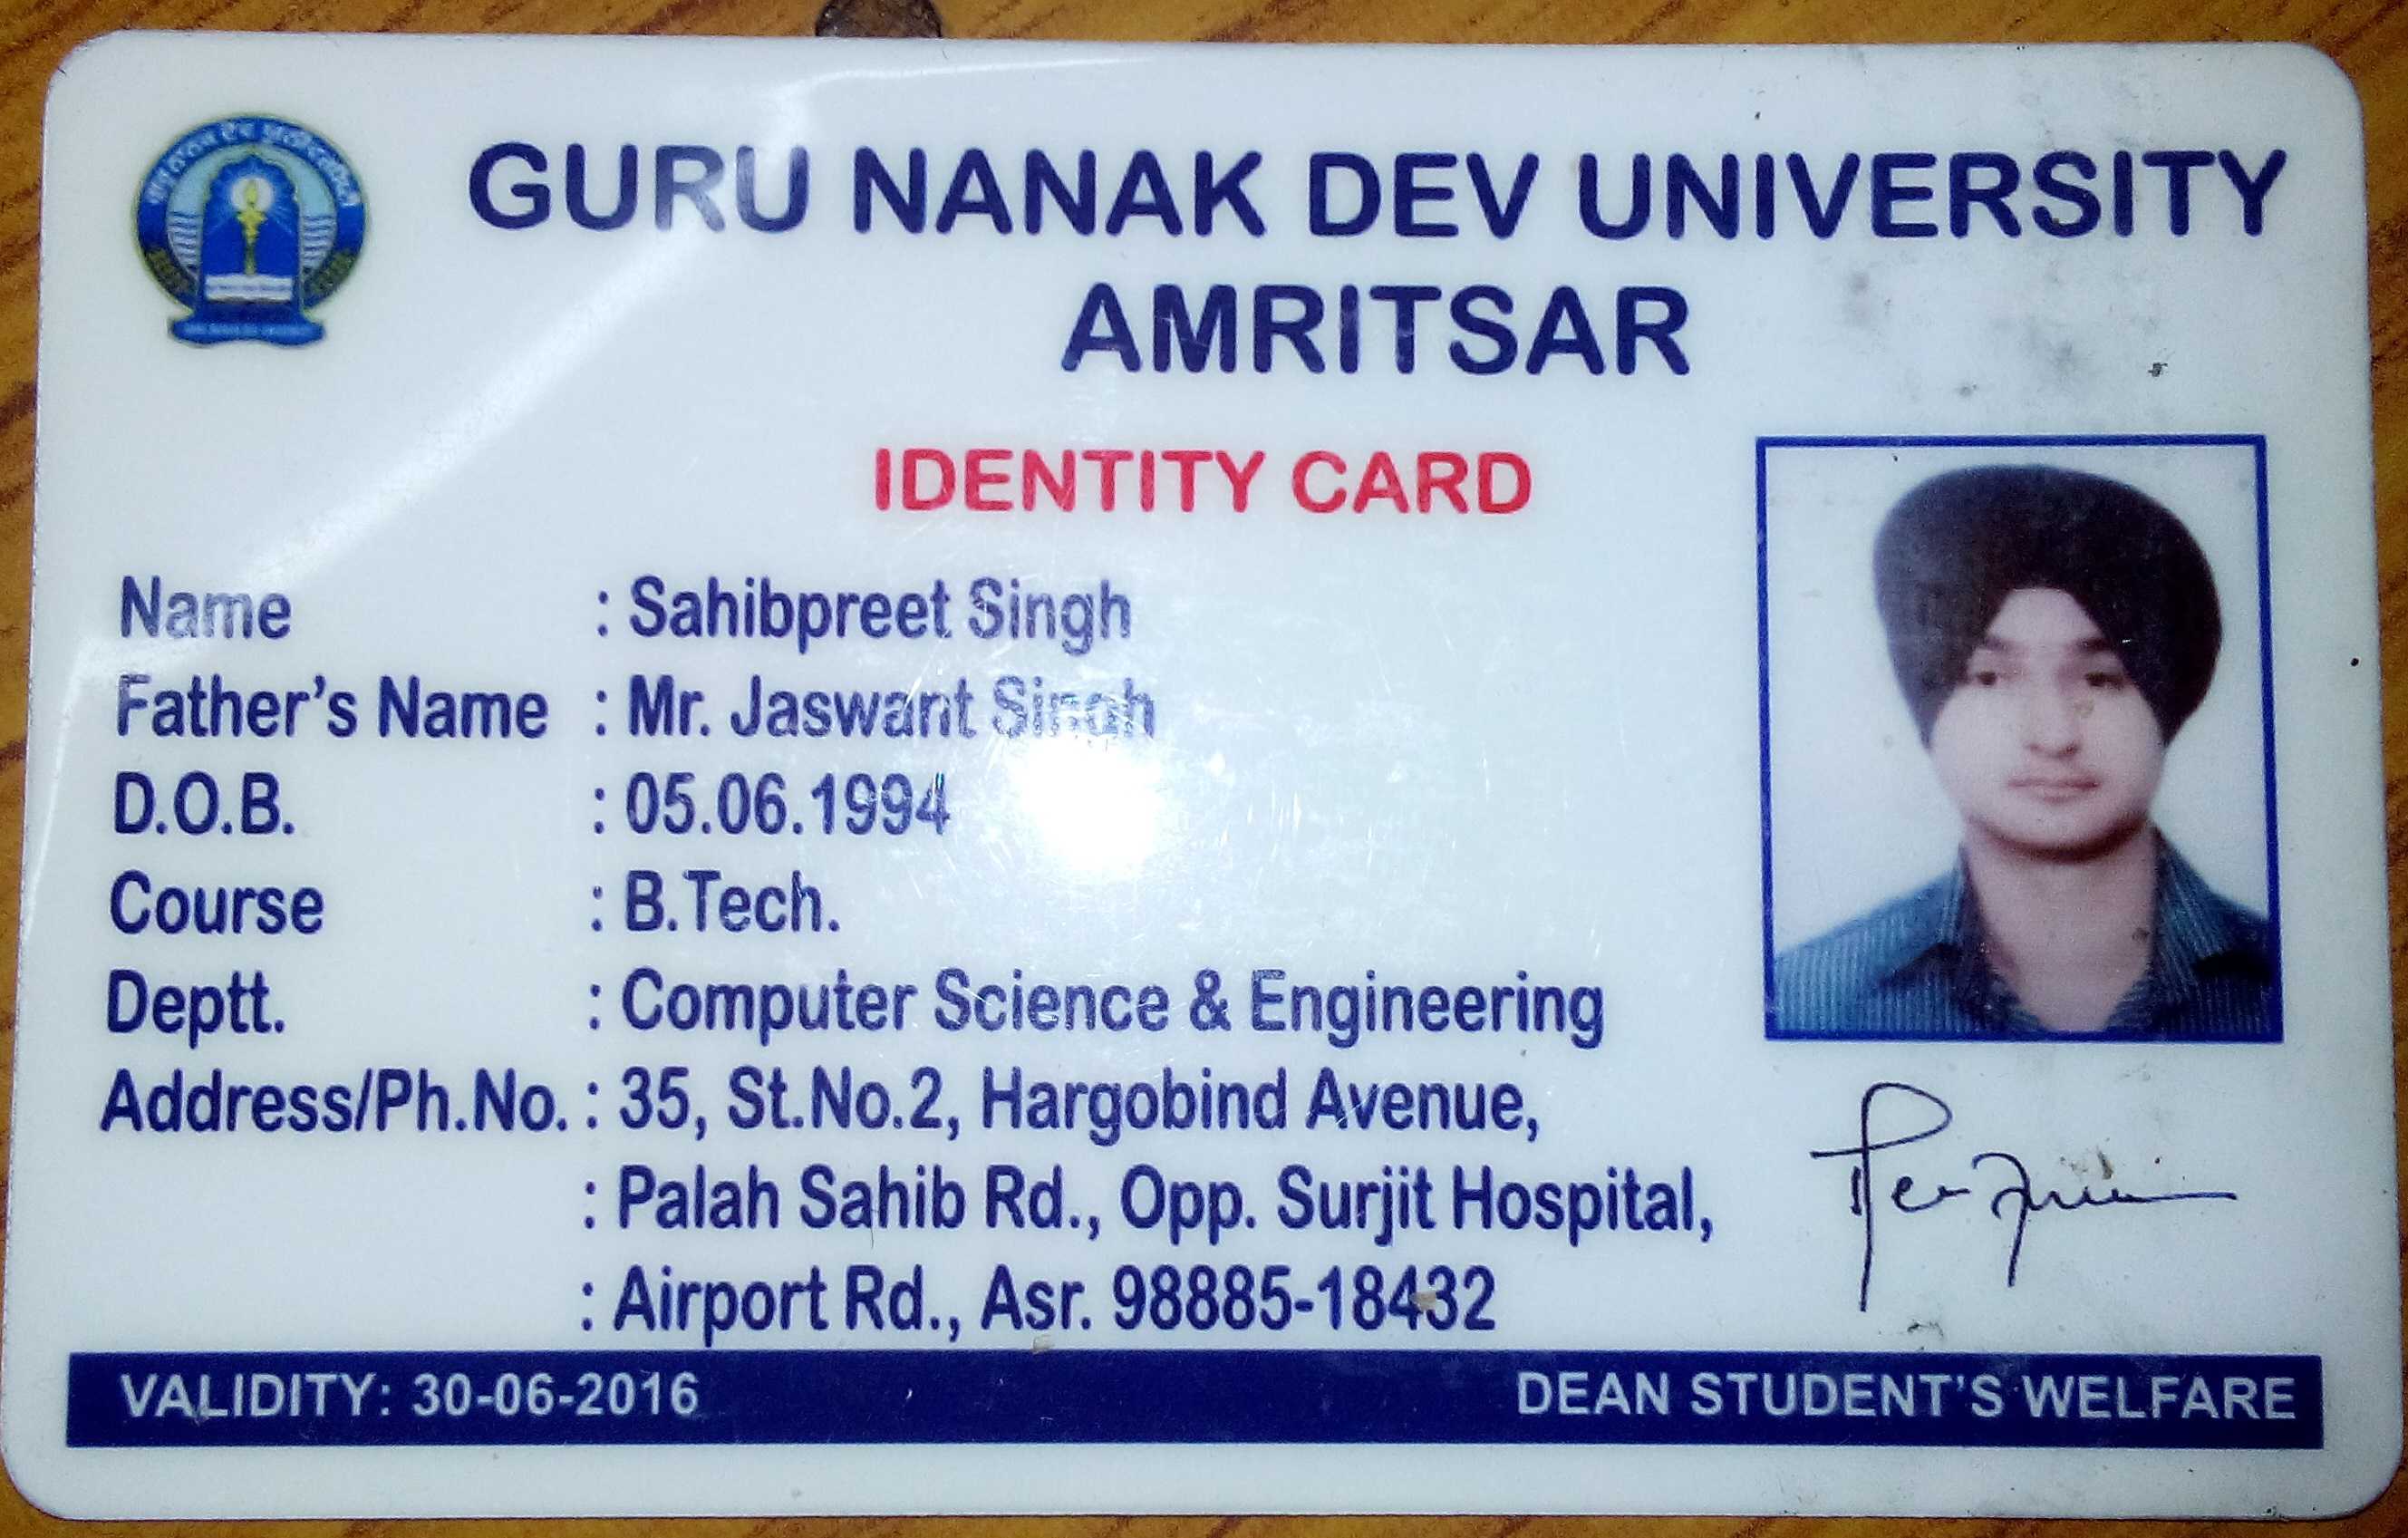 GURU NANAK DEV UNIVERSITY
AMRITSAR
IDENTITY CARD
Name : Sahibpreet Singh
Father's Name : Mr. Jaswant Singh
D.O.B. : 05.06.1994
Course : B.Tech.
Deptt. : Computer Science & Engineering
Address/Ph.No. : 35, St.No.2, Hargobind Avenue,
: Palah Sahib Rd., Opp. Surjit Hospital,
: Airport Rd., Asr. 98885-18432
VALIDITY: 30-06-2016 DEAN STUDENT'S WELFARE